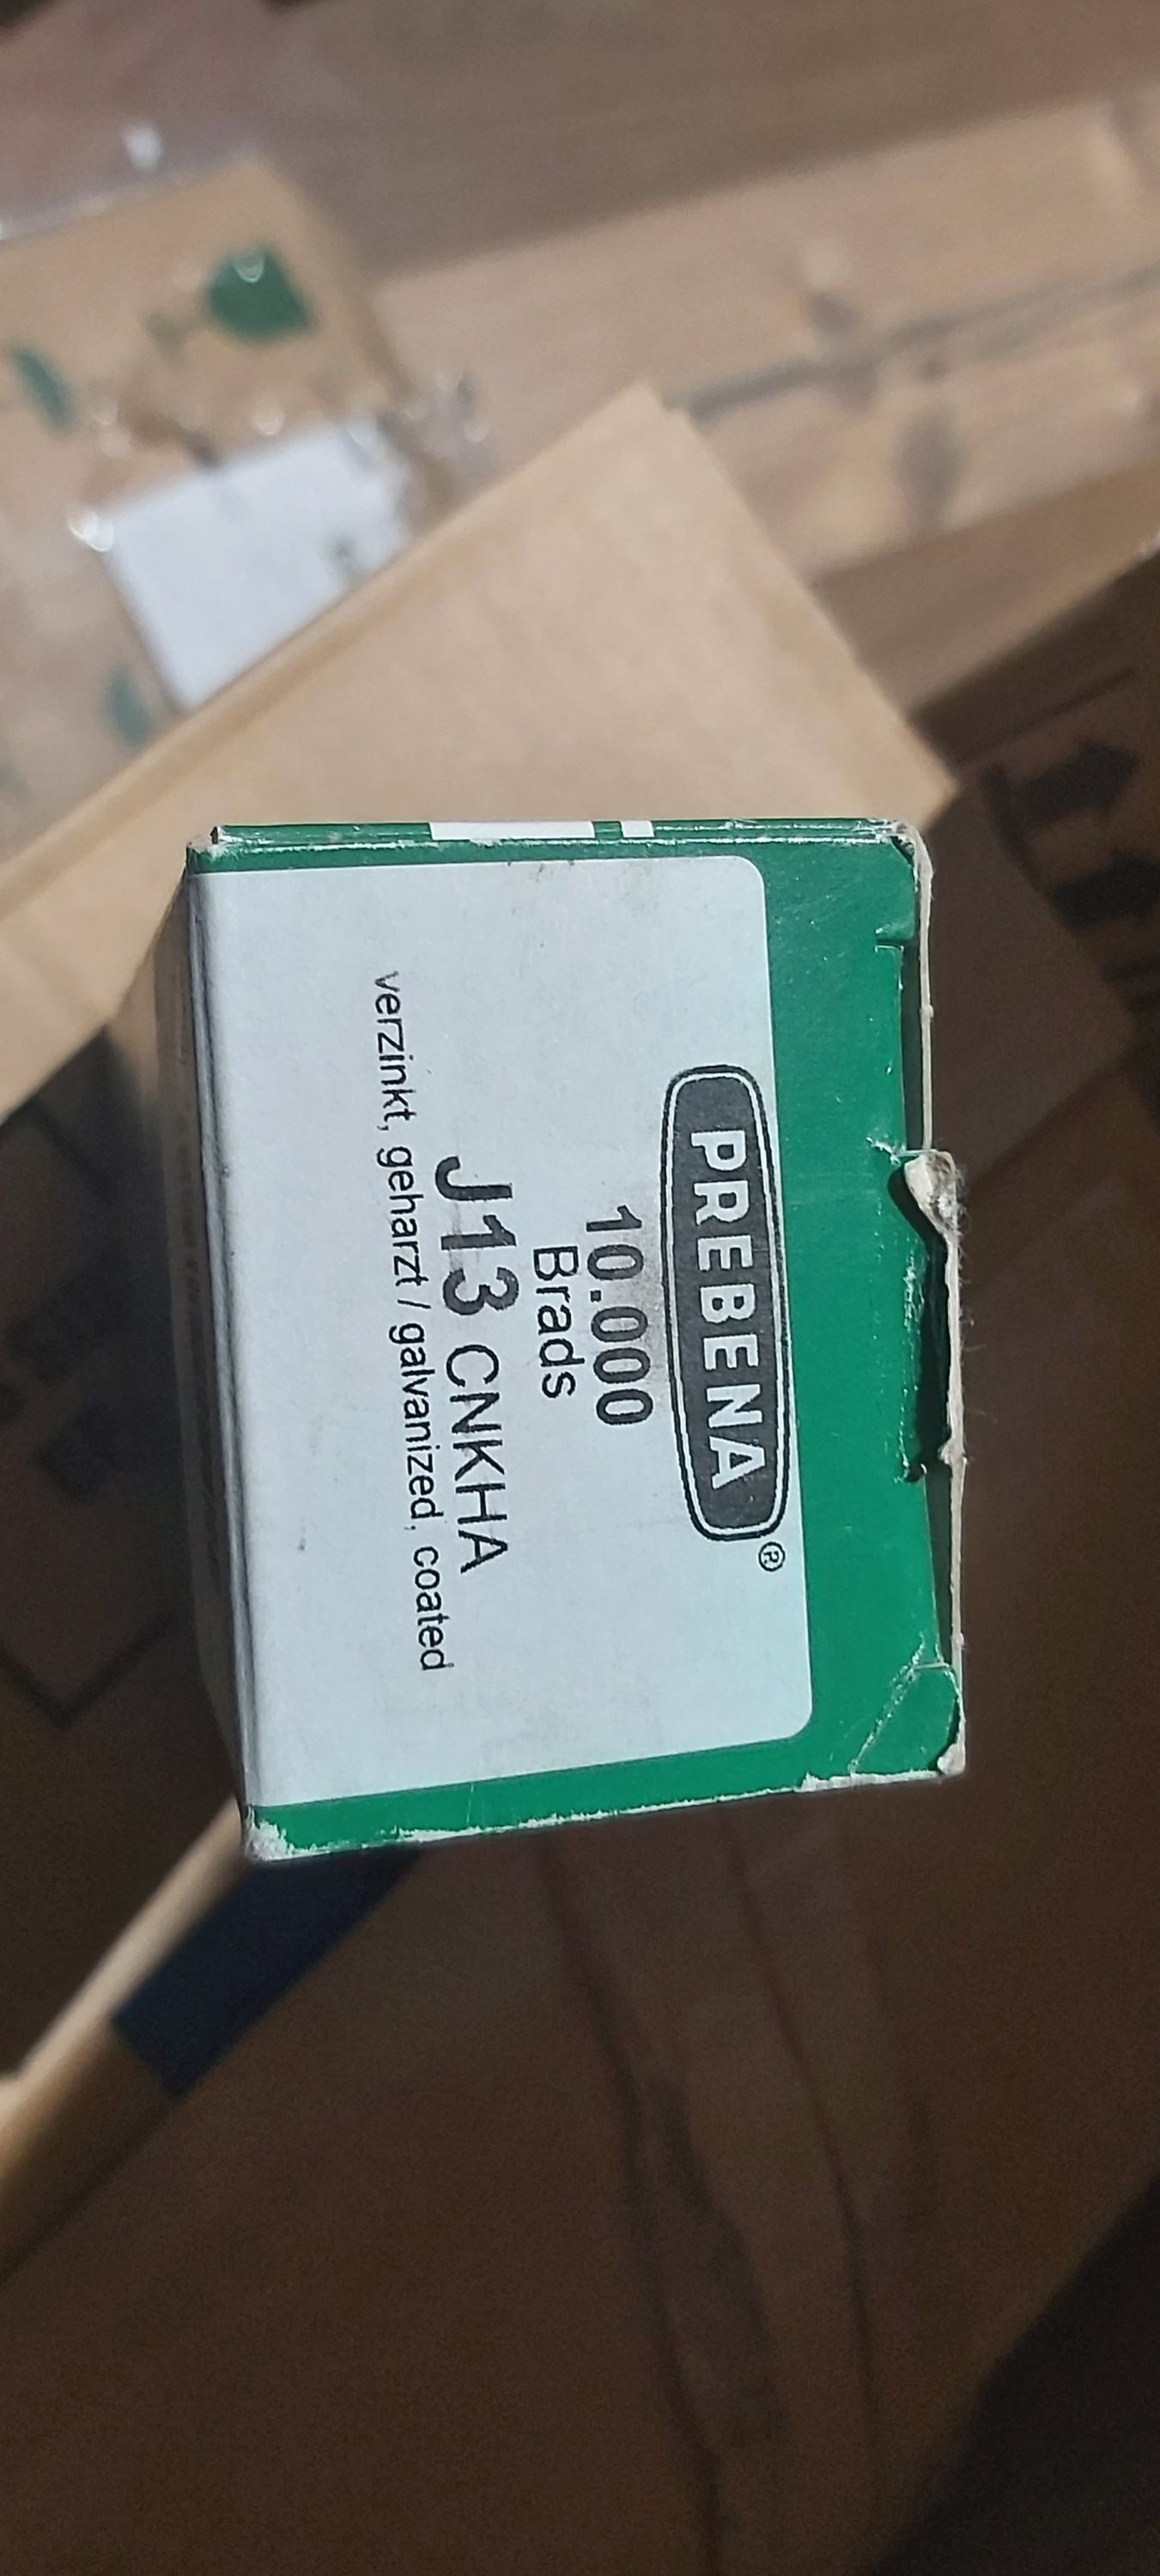 PREBENA®
10.000
Brads
J13 CNKHA
verzinkt, geharzt / galvanized, coated